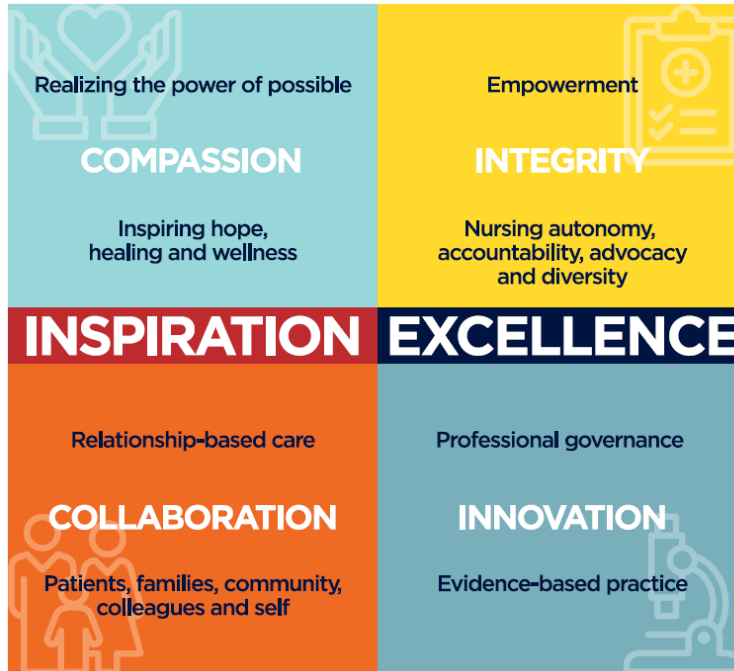 Realizing the power of possible
COMPASSION
Inspiring hope,
healing and wellness
Empowerment
INTEGRITY
Nursing autonomy,
accountability, advocacy
and diversity
INSPIRATION
EXCELLENCE
Relationship-based care
COLLABORATION
Patients, families, community,
colleagues and self
Professional governance
INNOVATION
Evidence-based practice